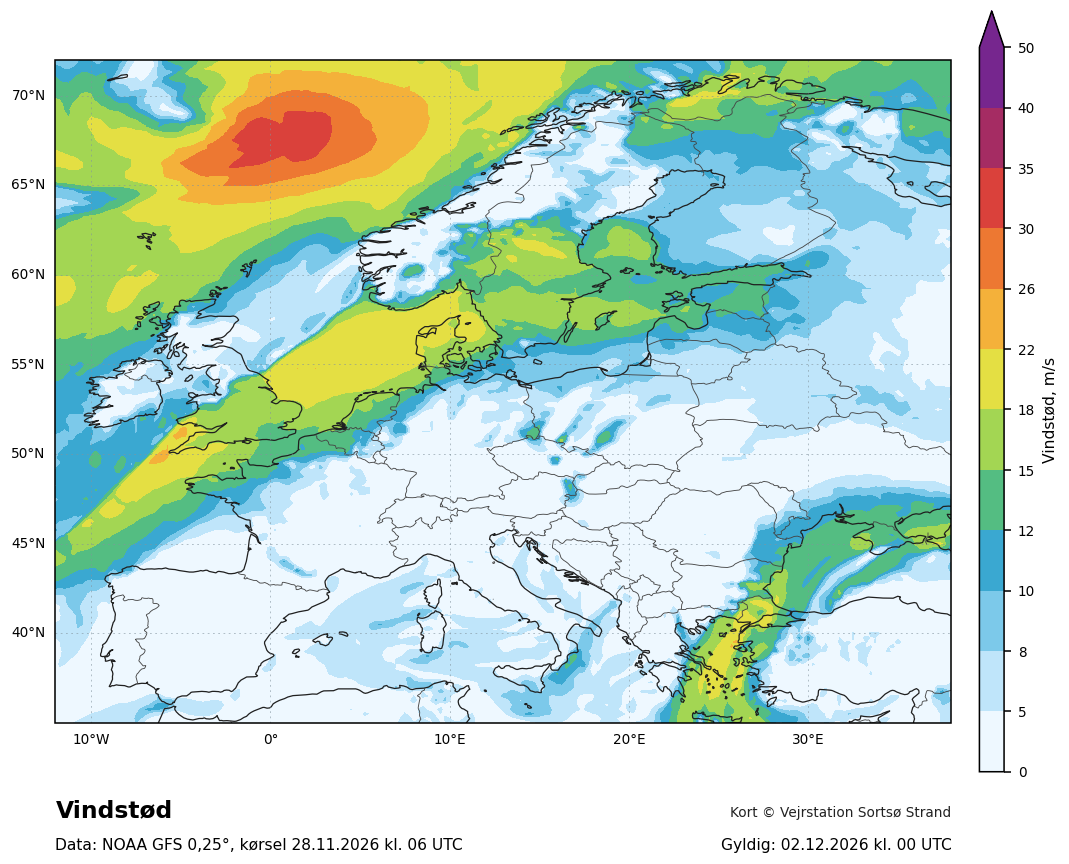 70°N
65°N
60°N
55°N
50°N
45°N
40°N
10°W 0° 10°E 20°E 30°E
50
40
35
30
26
22
18
15
12
10
8
5
0
Vindstød, m/s
Vindstød
Kort © Vejrstation Sortsø Strand
Data: NOAA GFS 0,25°, kørsel 28.11.2026 kl. 06 UTC
Gyldig: 02.12.2026 kl. 00 UTC